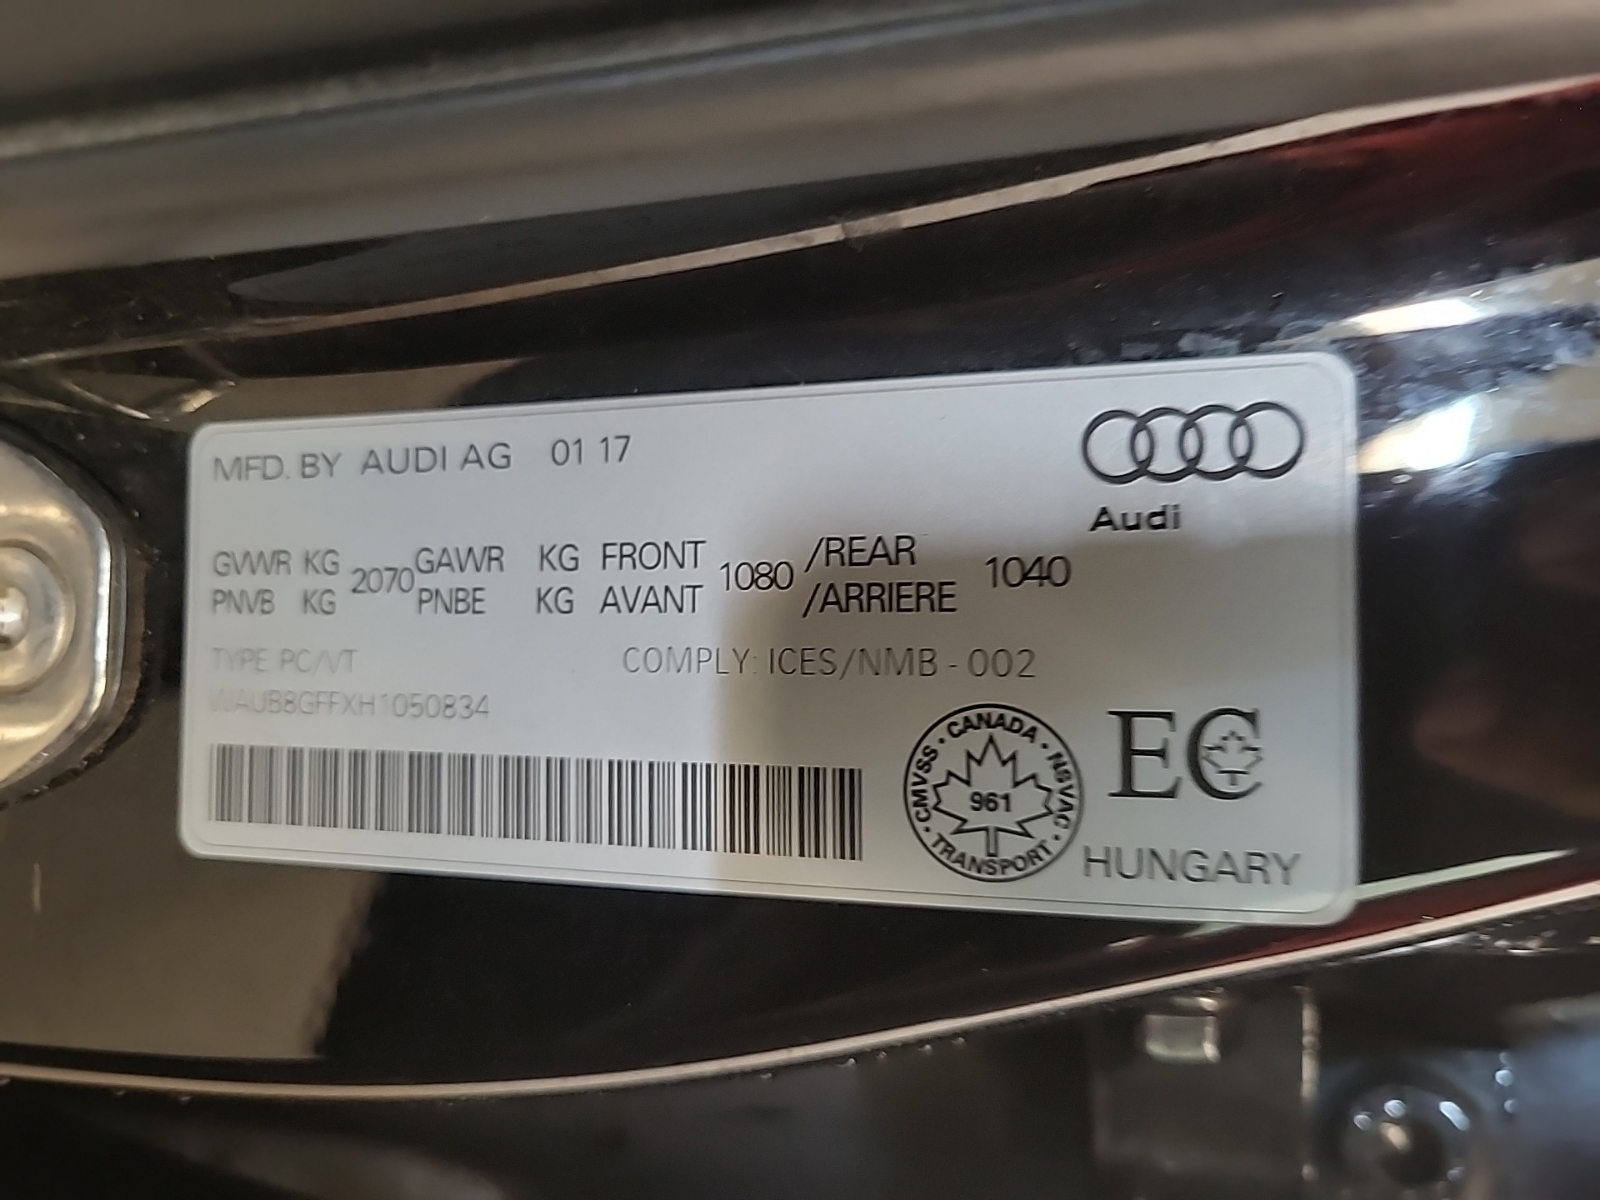 MFD. BY AUDI AG 01 17
Audi
GVWR KG 2070 GAWR KG FRONT 1080 /REAR 1040
PNVB KG PNBE KG AVANT /ARRIERE
TYPE PC/VT COMPLY: ICES/NMB - 002
WAUB8GFFXH1050834
CANADA · NSVAC · TRANSPORT · CMVSS ·
961
EC
HUNGARY